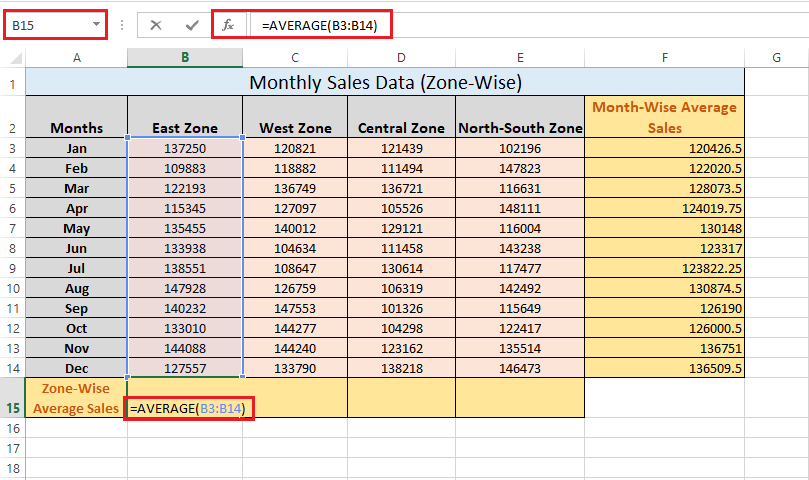 B15 fx =AVERAGE(B3:B14)
A B C D E F G
1 Monthly Sales Data (Zone-Wise)
2 Months East Zone West Zone Central Zone North-South Zone Month-Wise Average Sales
3 Jan 137250 120821 121439 102196 120426.5
4 Feb 109883 118882 111494 147823 122020.5
5 Mar 122193 136749 136721 116631 128073.5
6 Apr 115345 127097 105526 148111 124019.75
7 May 135455 140012 129121 116004 130148
8 Jun 133938 104634 111458 143238 123317
9 Jul 138551 108647 130614 117477 123822.25
10 Aug 147928 126759 106319 142492 130874.5
11 Sep 140232 147553 101326 115649 126190
12 Oct 133010 144277 104298 122417 126000.5
13 Nov 144088 144240 123162 135514 136751
14 Dec 127557 133790 138218 146473 136509.5
15 Zone-Wise Average Sales =AVERAGE(B3:B14)
16
17
18